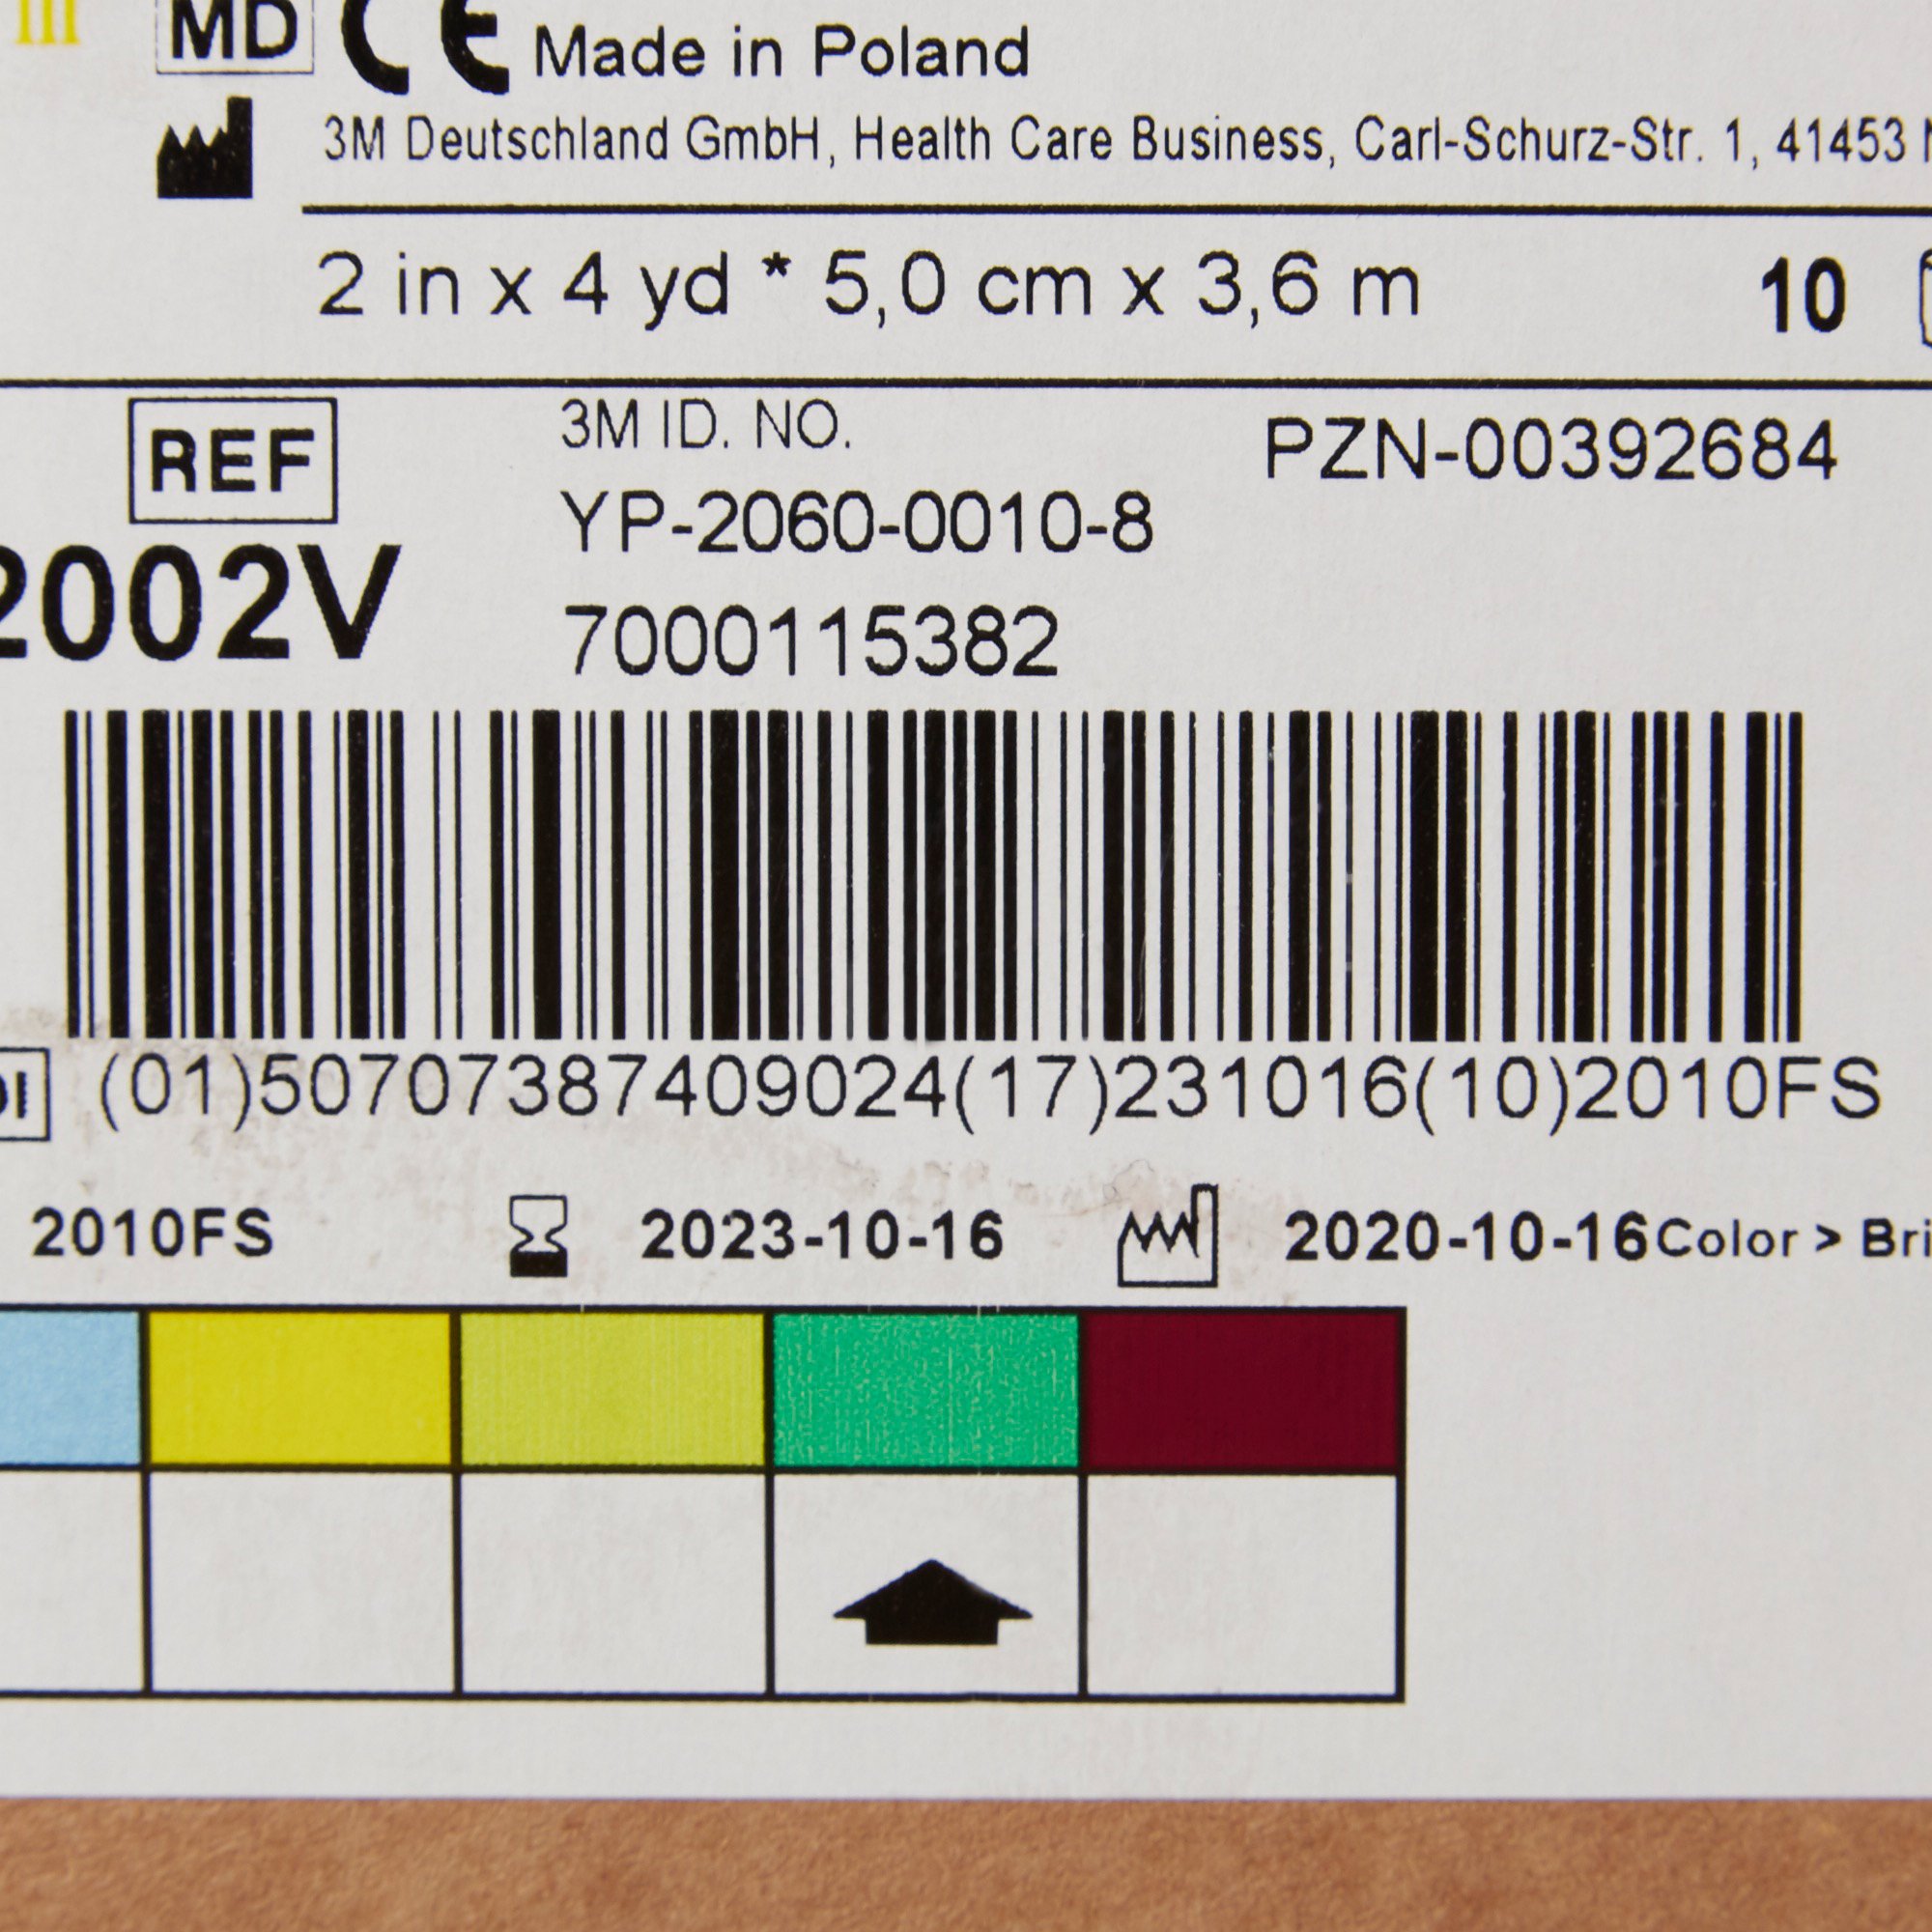 MD CE Made in Poland
3M Deutschland GmbH, Health Care Business, Carl-Schurz-Str. 1, 41453
2 in x 4 yd * 5,0 cm x 3,6 m 10
REF
2002V
3M ID. NO.
YP-2060-0010-8
7000115382
PZN-00392684
(01)50707387409024(17)231016(10)2010FS
2010FS 2023-10-16 2020-10-16 Color > Bri